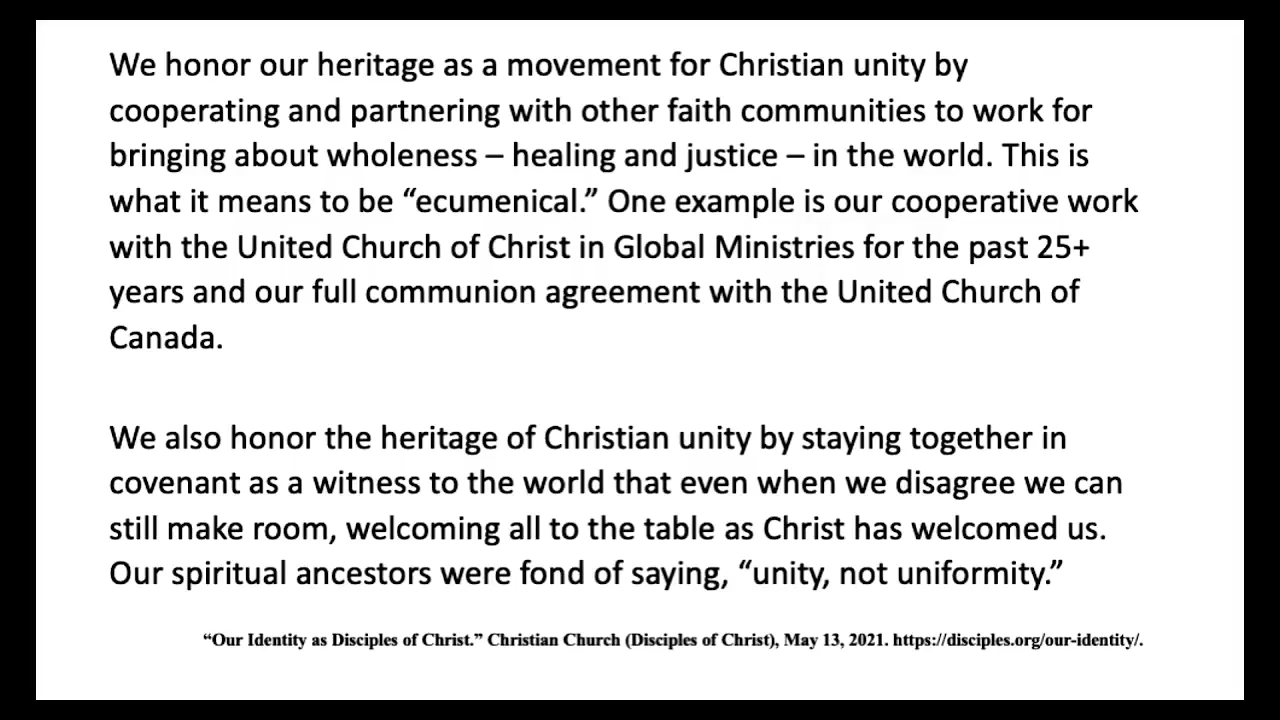 We honor our heritage as a movement for Christian unity by
cooperating and partnering with other faith communities to work for
bringing about wholeness – healing and justice – in the world. This is
what it means to be “ecumenical.” One example is our cooperative work
with the United Church of Christ in Global Ministries for the past 25+
years and our full communion agreement with the United Church of
Canada.
We also honor the heritage of Christian unity by staying together in
covenant as a witness to the world that even when we disagree we can
still make room, welcoming all to the table as Christ has welcomed us.
Our spiritual ancestors were fond of saying, “unity, not uniformity.”
“Our Identity as Disciples of Christ.” Christian Church (Disciples of Christ), May 13, 2021. https://disciples.org/our-identity/.